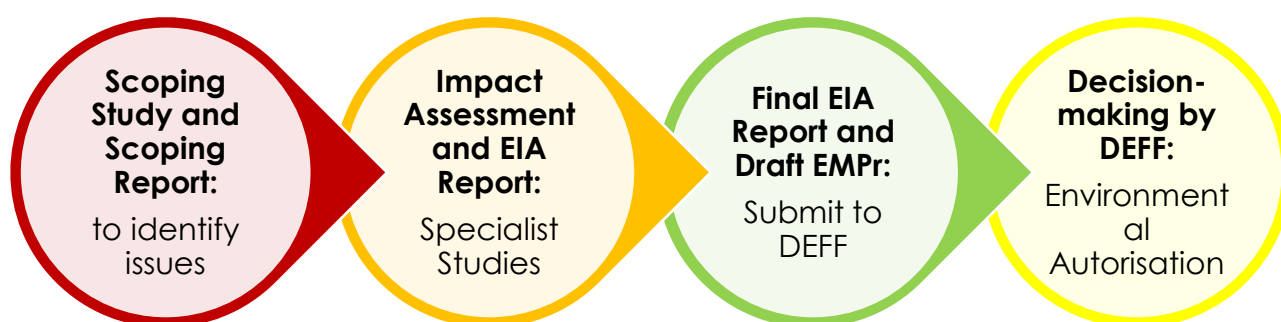 Scoping
Study and
Scoping
Report:
to identify
issues
Impact
Assessment
and EIA
Report:
Specialist
Studies
Final EIA
Report and
Draft EMPr:
Submit to
DEFF
Decision-
making by
DEFF:
Environment
al
Autorisation